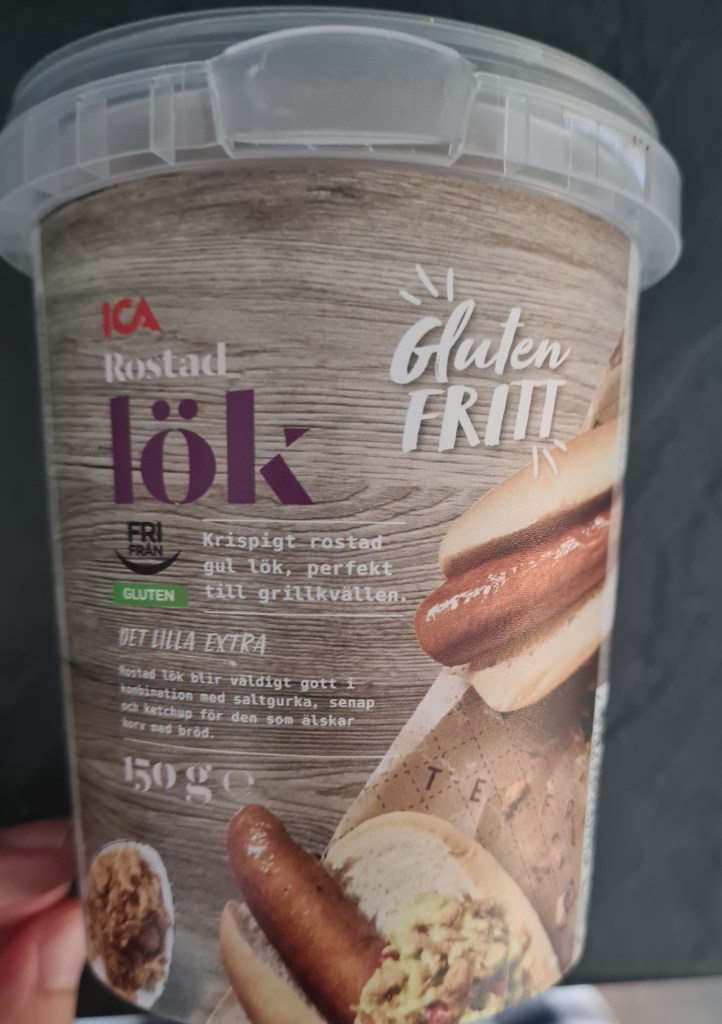 ICA
Rostad
lök
Gluten
FRITT
FRI
FRÅN
GLUTEN
Krispigt rostad
gul lök, perfekt
till grillkvällen.
DET LILLA EXTRA
Rostad lök blir väldigt gott i
kombination med saltgurka, senap
och ketchup för den som älskar
korv med bröd.
150 g e